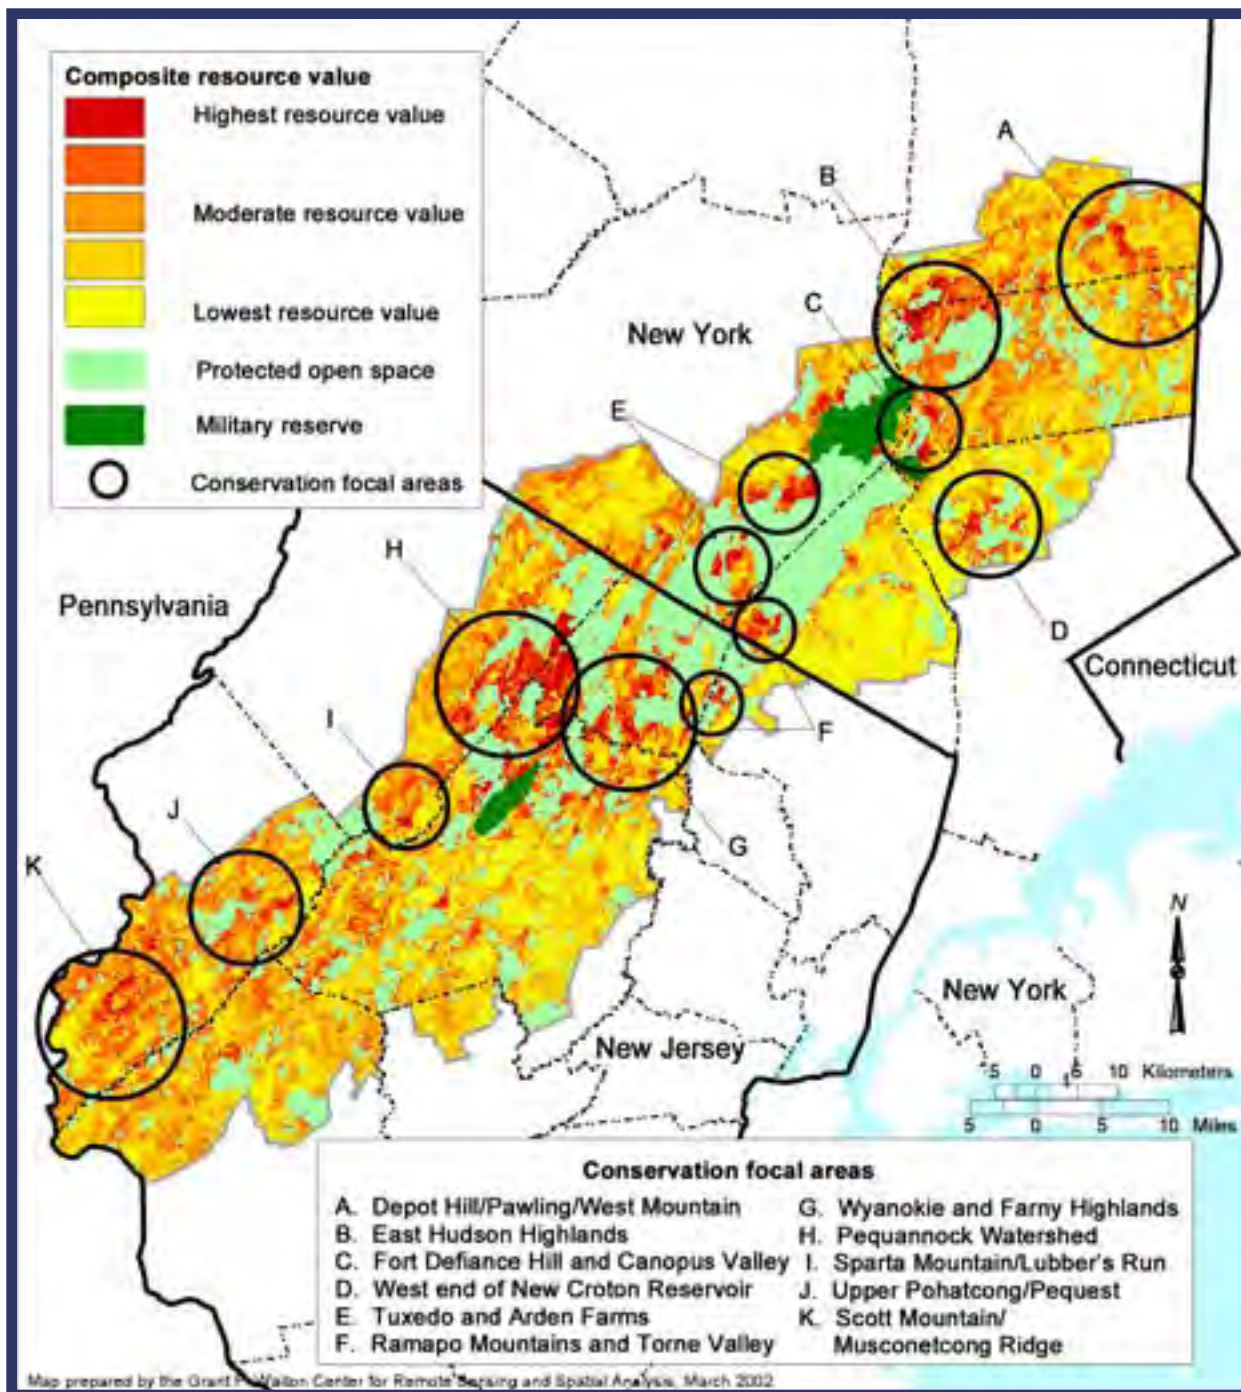 Composite resource value
Highest resource value
Moderate resource value
Lowest resource value
Protected open space
Military reserve
Conservation focal areas
A
B
C
New York
E
H
Pennsylvania
D
Connecticut
I
F
J
G
K
N
New York
New Jersey
5 0 5 10 Kilometers
5 0 5 10 Miles
Conservation focal areas
A. Depot Hill/Pawling/West Mountain
B. East Hudson Highlands
C. Fort Defiance Hill and Canopus Valley
D. West end of New Croton Reservoir
E. Tuxedo and Arden Farms
F. Ramapo Mountains and Torne Valley
G. Wyanokie and Farny Highlands
H. Pequannock Watershed
I. Sparta Mountain/Lubber's Run
J. Upper Pohatcong/Pequest
K. Scott Mountain/
Musconetcong Ridge
Map prepared by the Grant F. Walton Center for Remote Sensing and Spatial Analysis, March 2002